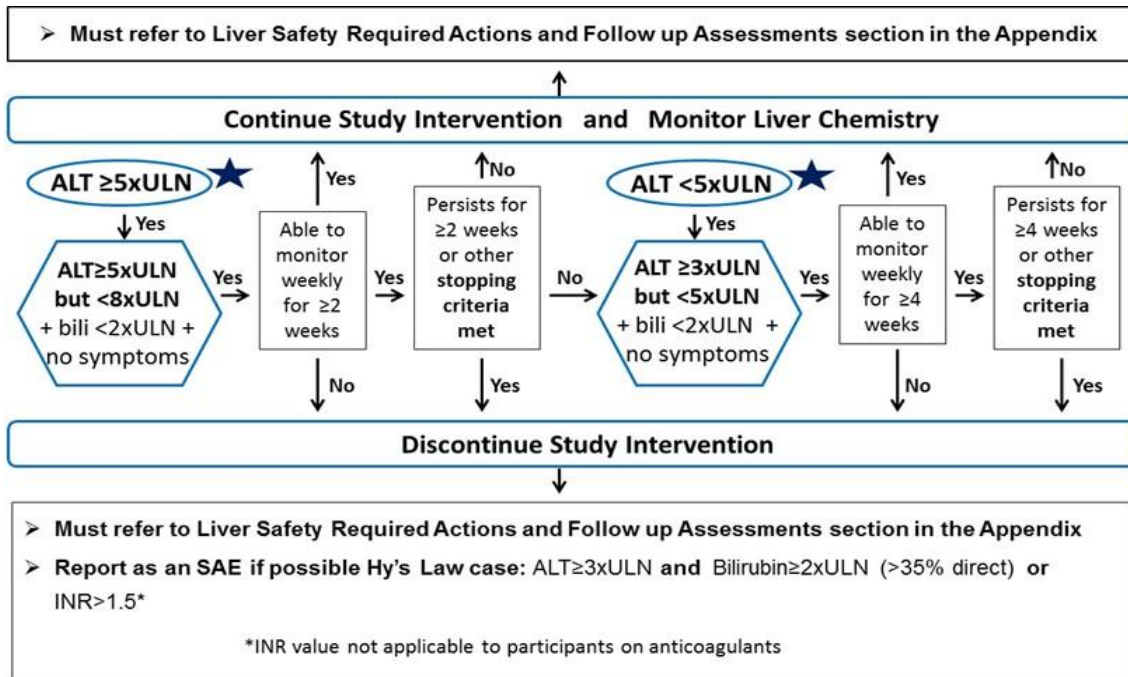 ➢ Must refer to Liver Safety Required Actions and Follow up Assessments section in the Appendix
Continue Study Intervention and Monitor Liver Chemistry
ALT ≥5xULN
Yes
ALT≥5xULN
but <8xULN
+ bili <2xULN +
no symptoms
Yes
Yes
Able to
monitor
weekly
for ≥2
weeks
No
Yes
No
Persists for
≥2 weeks
or other
stopping
criteria
met
Yes
No
ALT <5xULN
Yes
ALT ≥3xULN
but <5xULN
+ bili <2xULN +
no symptoms
Yes
Yes
Able to
monitor
weekly for
≥4 weeks
No
Yes
No
Persists for
≥4 weeks
or other
stopping
criteria
met
Yes
Discontinue Study Intervention
➢ Must refer to Liver Safety Required Actions and Follow up Assessments section in the Appendix
➢ Report as an SAE if possible Hy's Law case: ALT≥3xULN and Bilirubin≥2xULN (>35% direct) or
INR>1.5*
*INR value not applicable to participants on anticoagulants